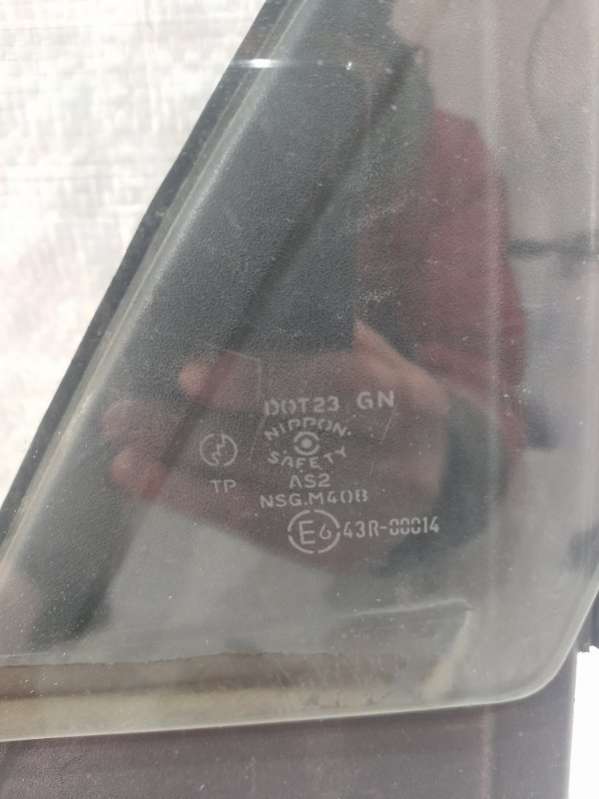 DOT23 GN
NIPPON
SAFETY
AS2
TP
NSG.M40B
E6 43R-00014